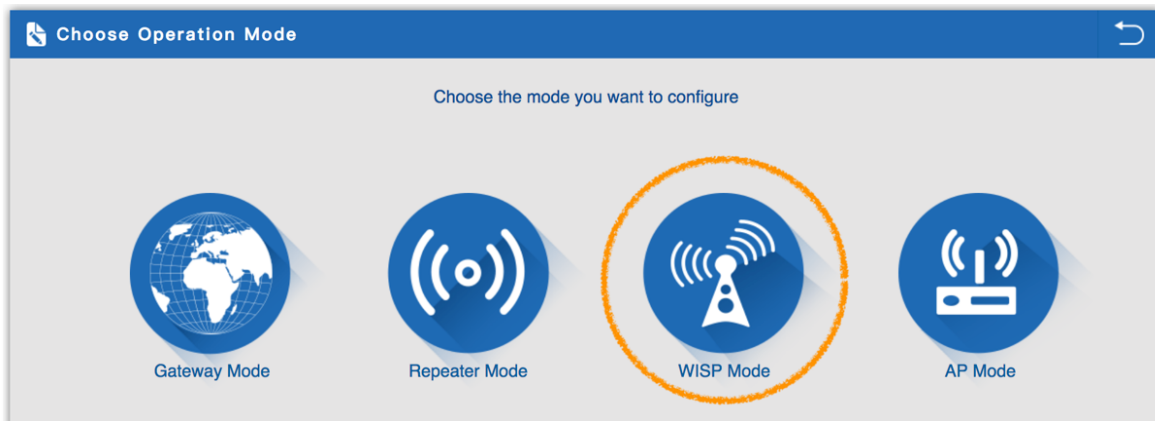 Choose Operation Mode
Choose the mode you want to configure
Gateway Mode
Repeater Mode
WISP Mode
AP Mode